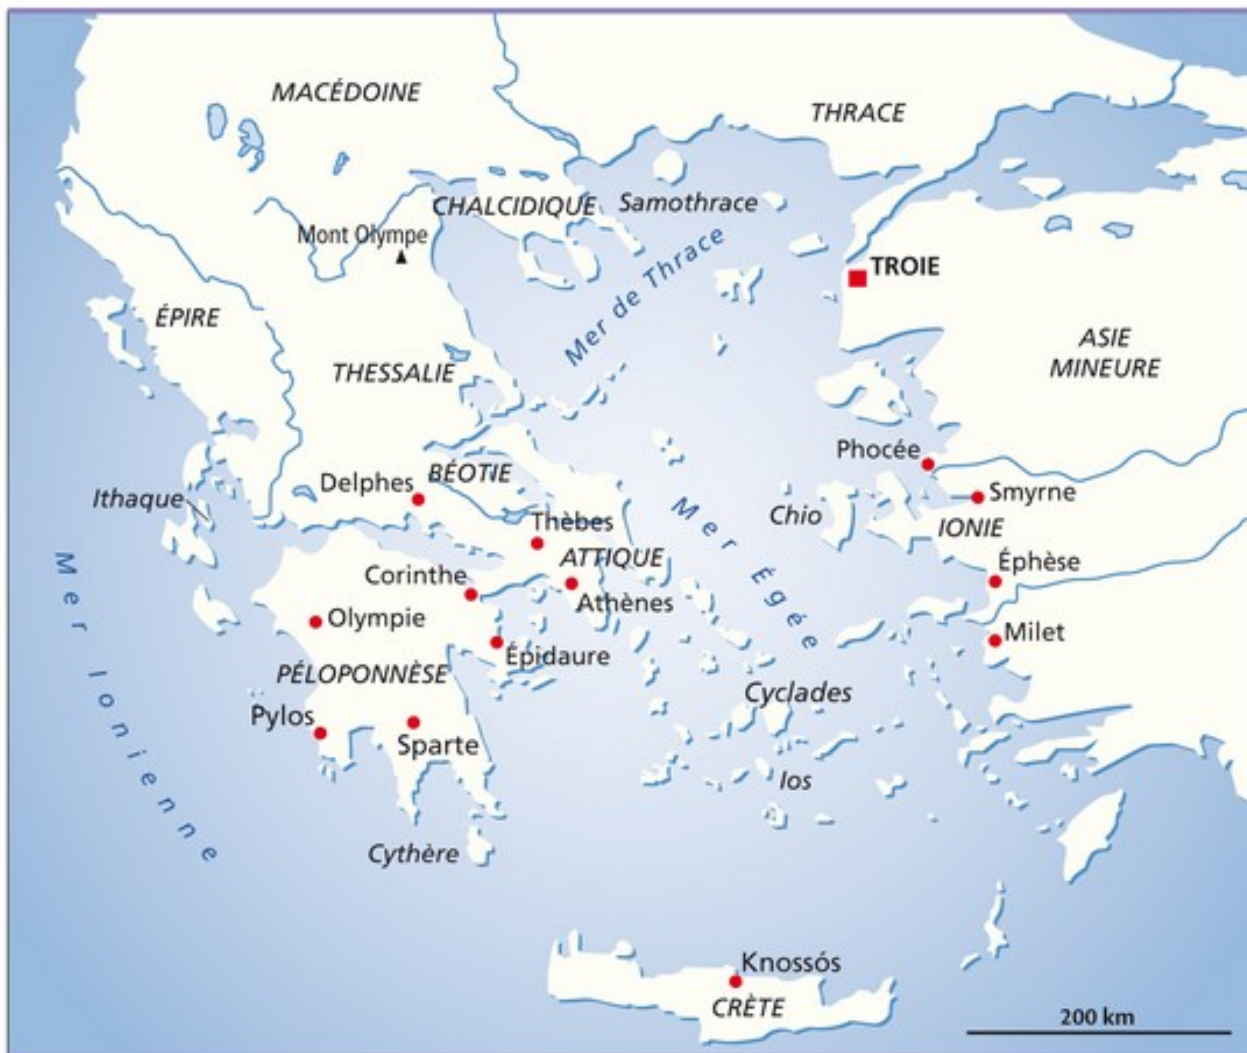 MACÉDOINE
THRACE
CHALCIDIQUE
Samothrace
Mont Olympe
Mer de Thrace
TROIE
ÉPIRE
THESSALIE
ASIE
MINEURE
Phocée
BÉOTIE
Delphes
Ithaque
Smyrne
Chio
Thèbes
IONIE
Mer Égée
ATTIQUE
Éphèse
Corinthe
Athènes
Olympie
Milet
Épidaure
PÉLOPONNÈSE
Mer Ionienne
Cyclades
Pylos
Sparte
Ios
Cythère
Knossós
CRÈTE
200 km